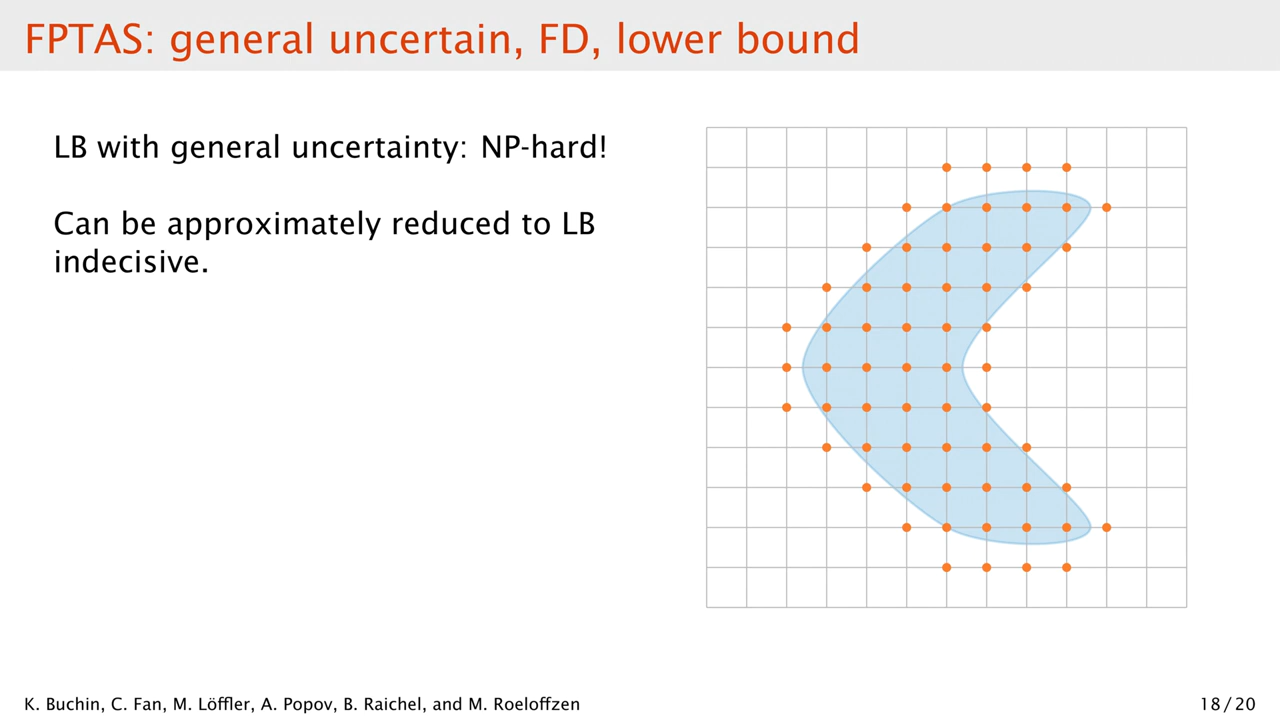 FPTAS: general uncertain, FD, lower bound
LB with general uncertainty: NP-hard!
Can be approximately reduced to LB
indecisive.
K. Buchin, C. Fan, M. Löffler, A. Popov, B. Raichel, and M. Roeloffzen
18 / 20